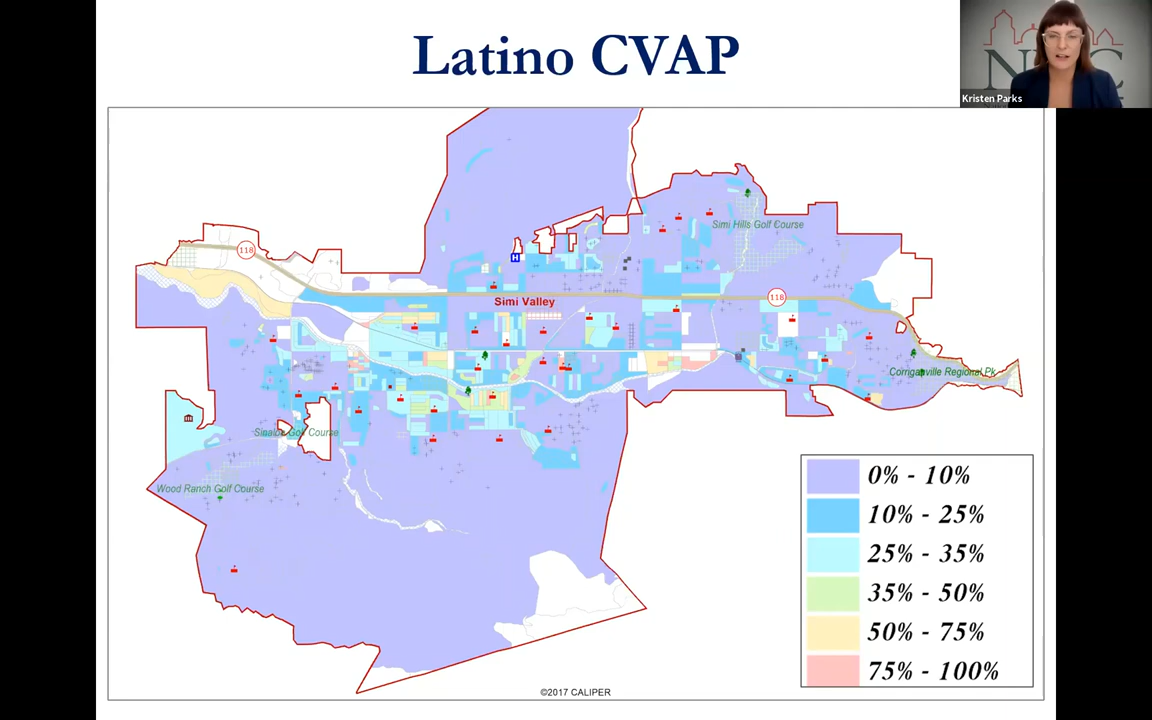 Latino CVAP
Kristen Parks
118
Simi Hills Golf Course
H
Simi Valley
118
Corriganville Regional Pk
Sinaloa Golf Course
Wood Ranch Golf Course
0% - 10%
10% - 25%
25% - 35%
35% - 50%
50% - 75%
75% - 100%
©2017 CALIPER